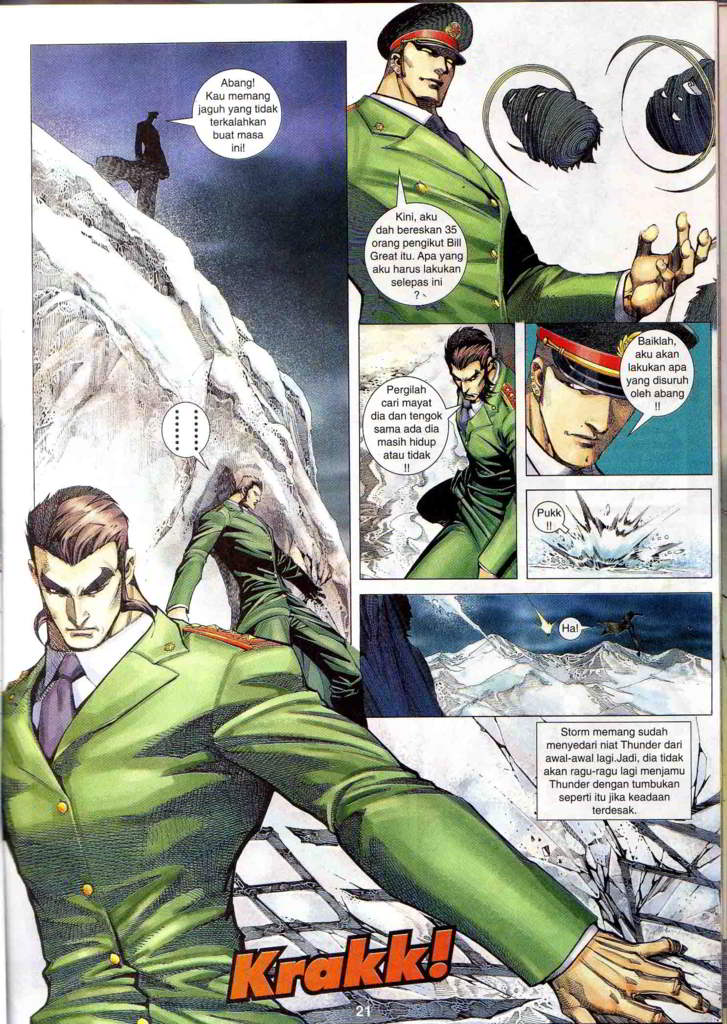 Abang!
Kau memang
jaguh yang tidak
terkalahkan
buat masa
ini!
Kini, aku
dah bereskan 35
orang pengikut Bill
Great itu. Apa yang
aku harus lakukan
selepas ini
?
Pergilah
cari mayat
dia dan tengok
sama ada dia
masih hidup
atau tidak
!!
Baiklah,
aku akan
lakukan apa
yang disuruh
oleh abang
!!
Pukk
!!
Ha!
Storm memang sudah
menyedari niat Thunder dari
awal-awal lagi.Jadi, dia tidak
akan ragu-ragu lagi menjamu
Thunder dengan tumbukan
seperti itu jika keadaan
terdesak.
Krakk!
21